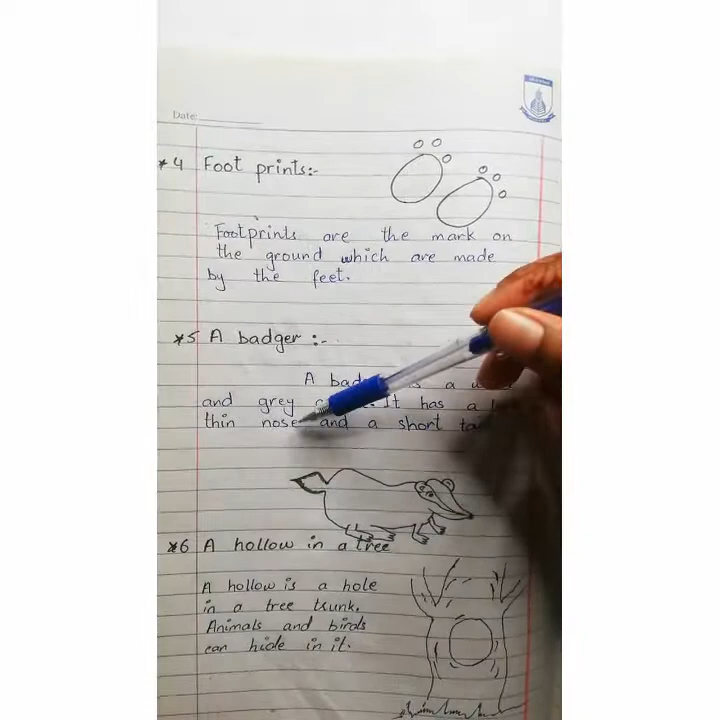 Date:
*4 Foot prints:-
Footprints are the mark on
the ground which are made
by the feet.
*5 A badger :-
A a
and grey It has a
thin nose and a short
*6 A hollow in a tree
A hollow is a hole
in a tree trunk.
Animals and birds
can hide in it.